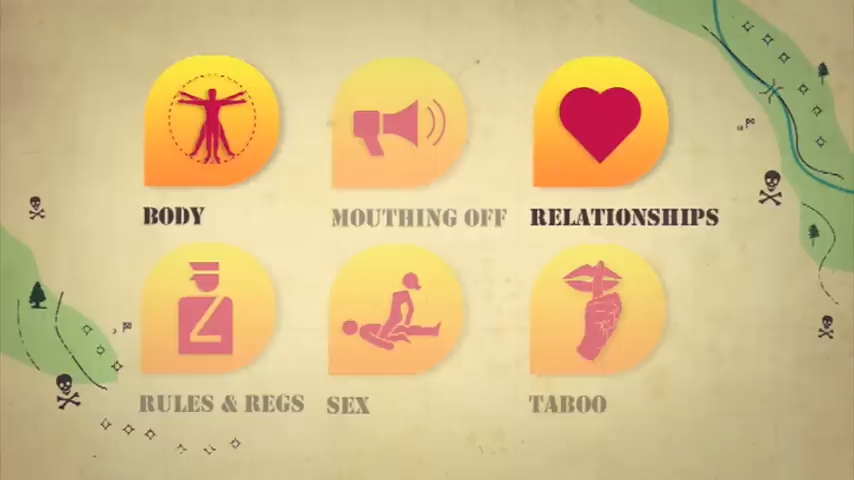 BODY
MOUTHING OFF
RELATIONSHIPS
RULES & REGS
SEX
TABOO